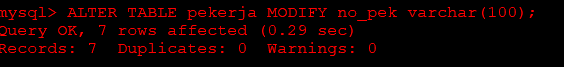 mysql> ALTER TABLE pekerja MODIFY no_pek varchar(100);
Query OK, 7 rows affected (0.29 sec)
Records: 7  Duplicates: 0  Warnings: 0